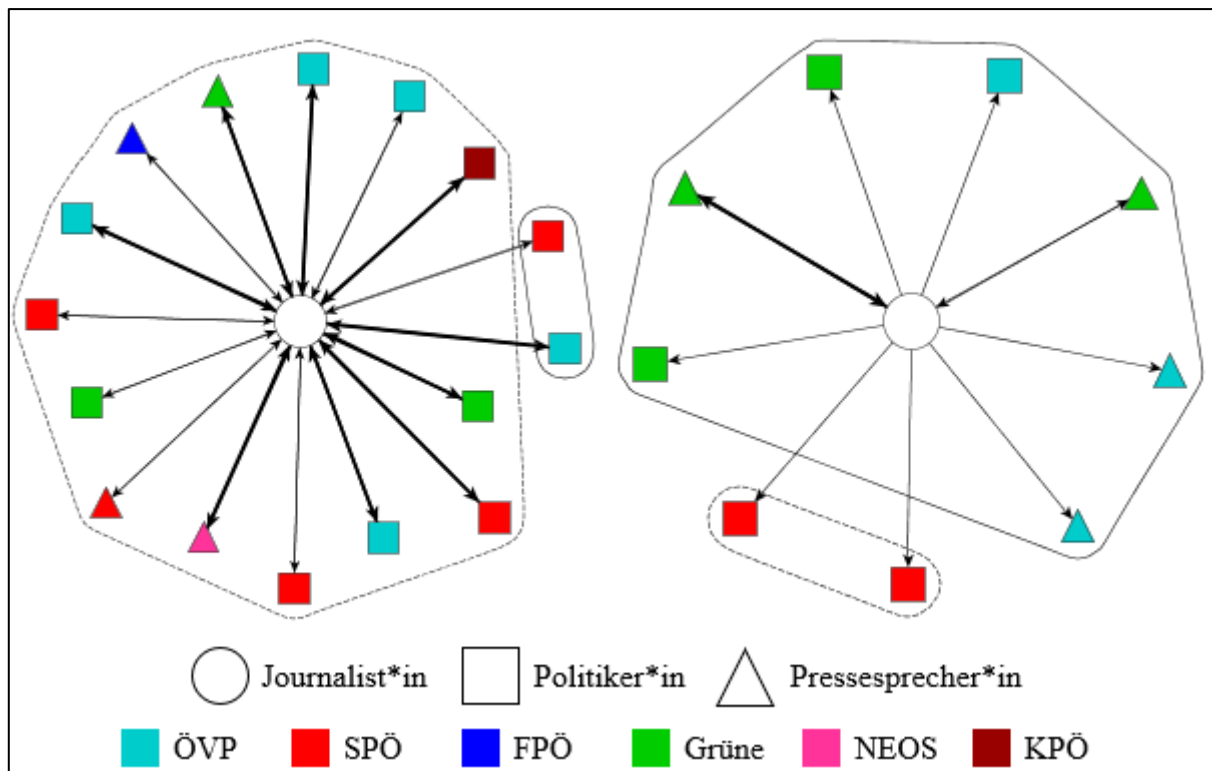 Journalist*in Politiker*in Pressesprecher*in
ÖVP SPÖ FPÖ Grüne NEOS KPÖ